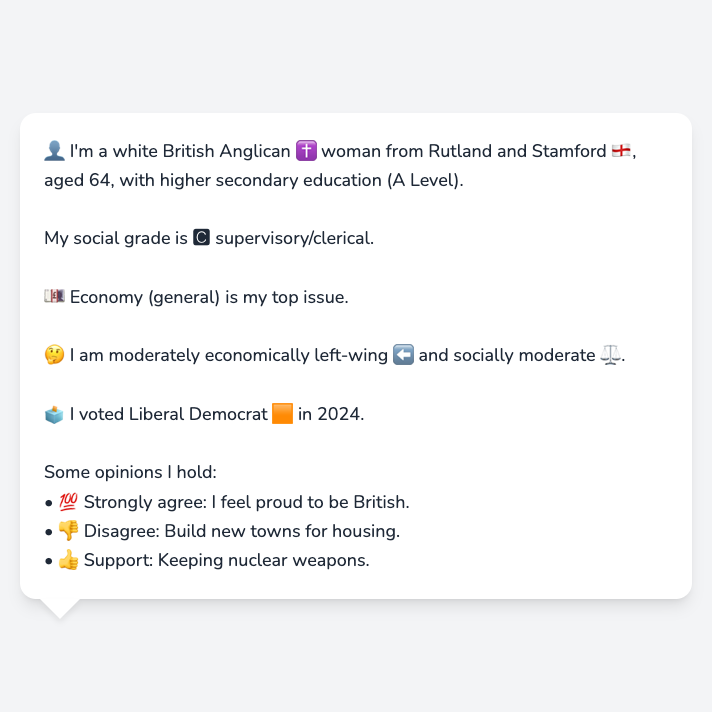 👤 I'm a white British Anglican ✝️ woman from Rutland and Stamford 🏴󠁧󠁢󠁥󠁮󠁧󠁿,
aged 64, with higher secondary education (A Level).
My social grade is 🅲 supervisory/clerical.
💷 Economy (general) is my top issue.
🤔 I am moderately economically left-wing ⬅️ and socially moderate ⚖️.
🗳️ I voted Liberal Democrat 🟧 in 2024.
Some opinions I hold:
• 💯 Strongly agree: I feel proud to be British.
• 👎 Disagree: Build new towns for housing.
• 👍 Support: Keeping nuclear weapons.